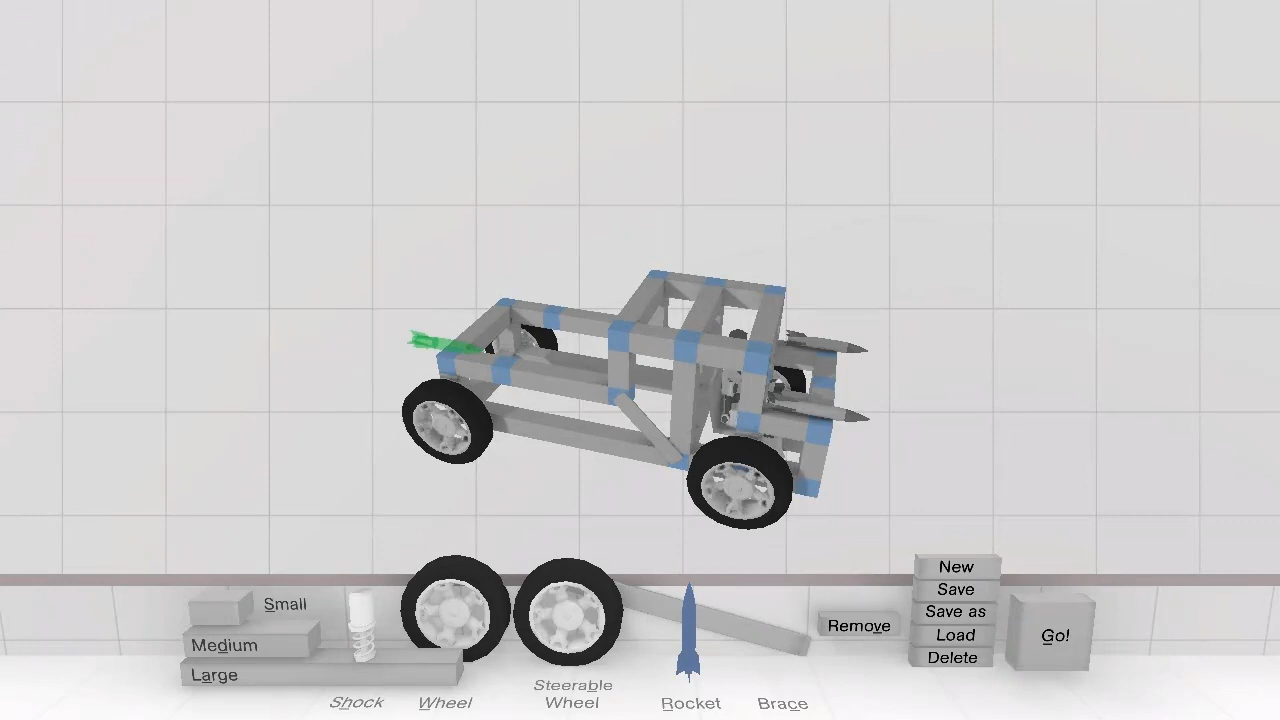 Small
Medium
Large
Shock
Wheel
Steerable
Wheel
Rocket
Brace
Remove
New
Save
Save as
Load
Delete
Go!